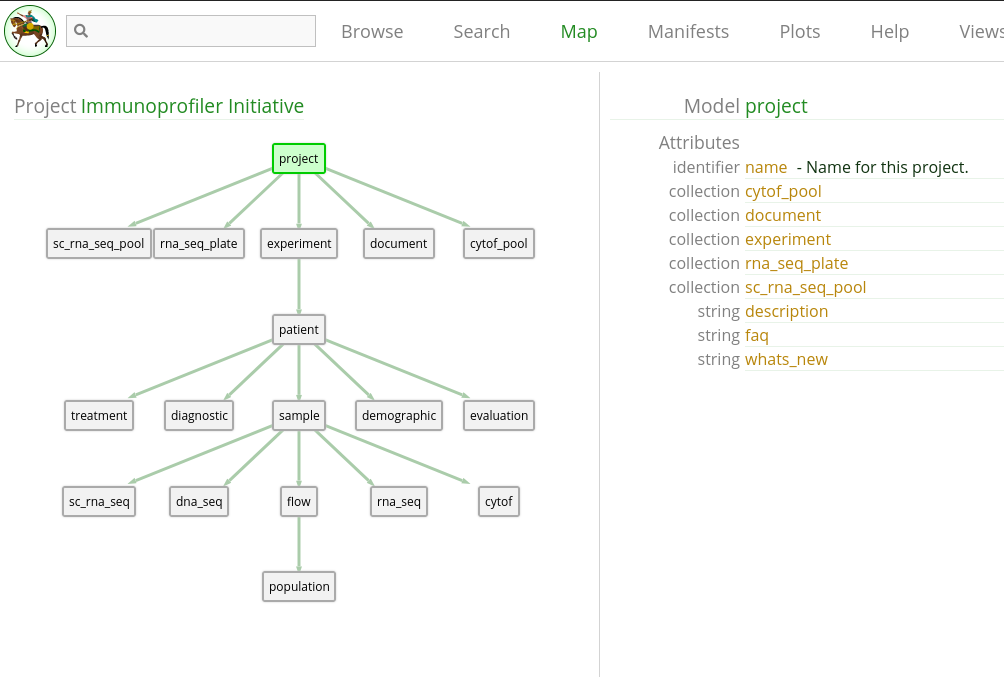 Browse Search Map Manifests Plots Help Views
Project Immunoprofiler Initiative
project
sc_rna_seq_pool rna_seq_plate experiment document cytof_pool
patient
treatment diagnostic sample demographic evaluation
sc_rna_seq dna_seq flow rna_seq cytof
population
Model project
Attributes
identifier name - Name for this project.
collection cytof_pool
collection document
collection experiment
collection rna_seq_plate
collection sc_rna_seq_pool
string description
string faq
string whats_new